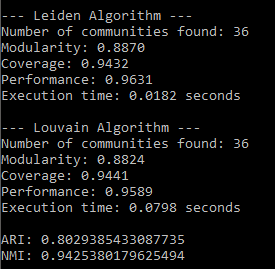 --- Leiden Algorithm ---
Number of communities found: 36
Modularity: 0.8870
Coverage: 0.9432
Performance: 0.9631
Execution time: 0.0182 seconds
--- Louvain Algorithm ---
Number of communities found: 36
Modularity: 0.8824
Coverage: 0.9441
Performance: 0.9589
Execution time: 0.0798 seconds
ARI: 0.8029385433087735
NMI: 0.9425380179625494